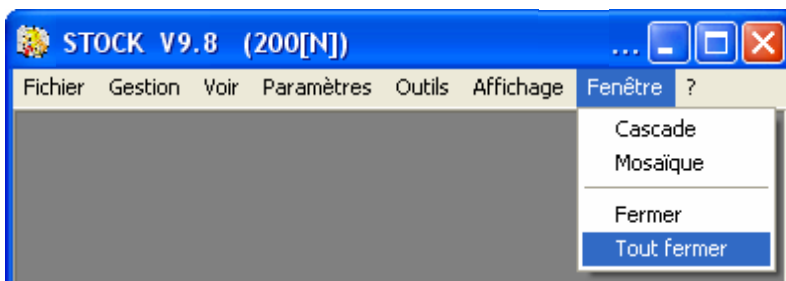 STOCK V9.8 (200[N]) ...
Fichier Gestion Voir Paramètres Outils Affichage Fenêtre ?
Cascade
Mosaïque
Fermer
Tout fermer